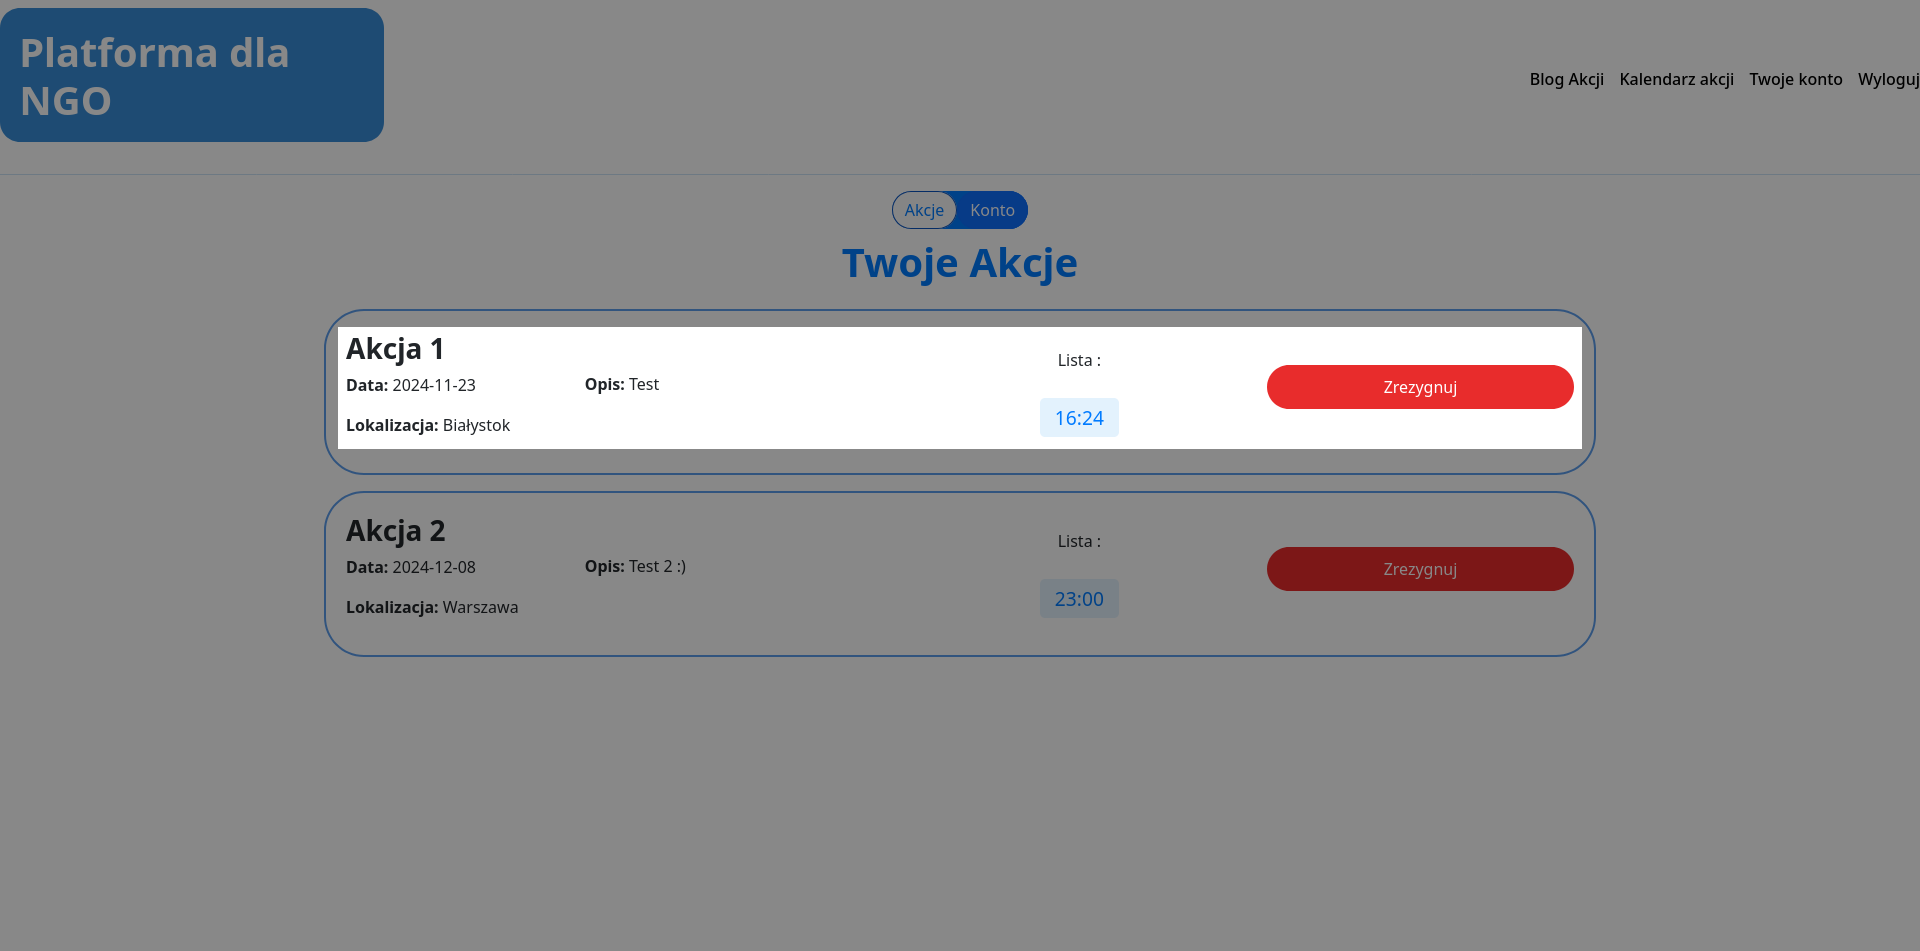 Platforma dla
NGO
Blog Akcji Kalendarz akcji Twoje konto Wyloguj
Akcje Konto
Twoje Akcje
Akcja 1
Data: 2024-11-23
Lokalizacja: Białystok
Opis: Test
Lista :
16:24
Zrezygnuj
Akcja 2
Data: 2024-12-08
Lokalizacja: Warszawa
Opis: Test 2 :)
Lista :
23:00
Zrezygnuj